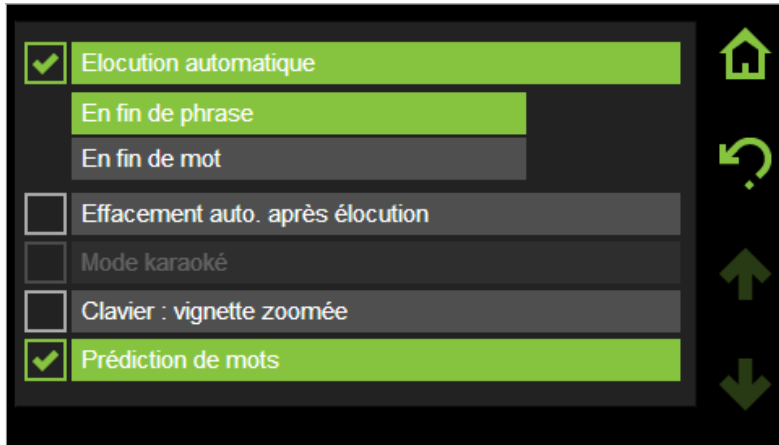 Elocution automatique
En fin de phrase
En fin de mot
Effacement auto. après élocution
Mode karaoké
Clavier : vignette zoomée
Prédiction de mots